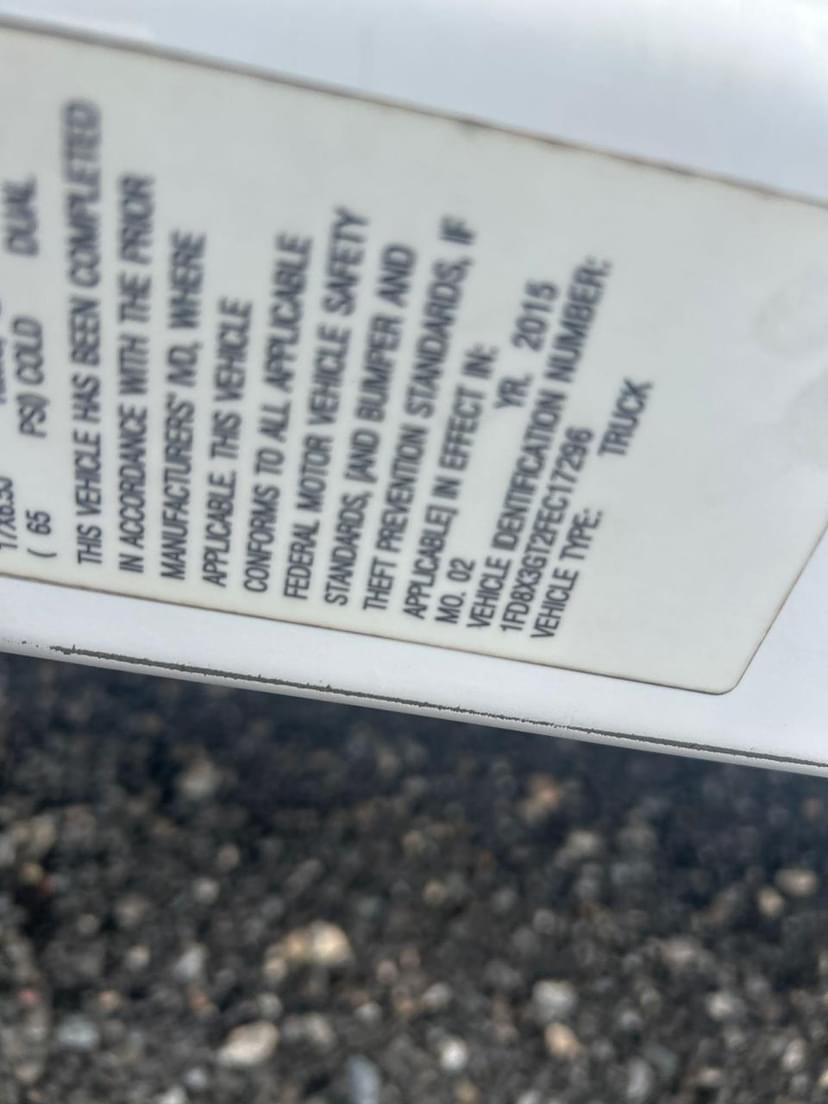 ( 65 PSI) COLD DUAL
THIS VEHICLE HAS BEEN COMPLETED
IN ACCORDANCE WITH THE PRIOR
MANUFACTURERS' IVD, WHERE
APPLICABLE. THIS VEHICLE
CONFORMS TO ALL APPLICABLE
FEDERAL MOTOR VEHICLE SAFETY
STANDARDS, [AND BUMPER AND
THEFT PREVENTION STANDARDS, IF
APPLICABLE] IN EFFECT IN:
MO. 02 YR. 2015
VEHICLE IDENTIFICATION NUMBER:
1FD8X3GT2FEC17296
VEHICLE TYPE: TRUCK